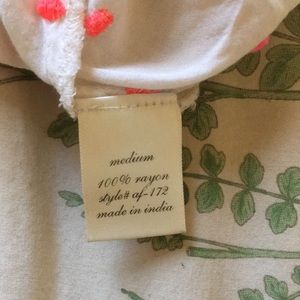 medium
100% rayon
style# af-172
made in india